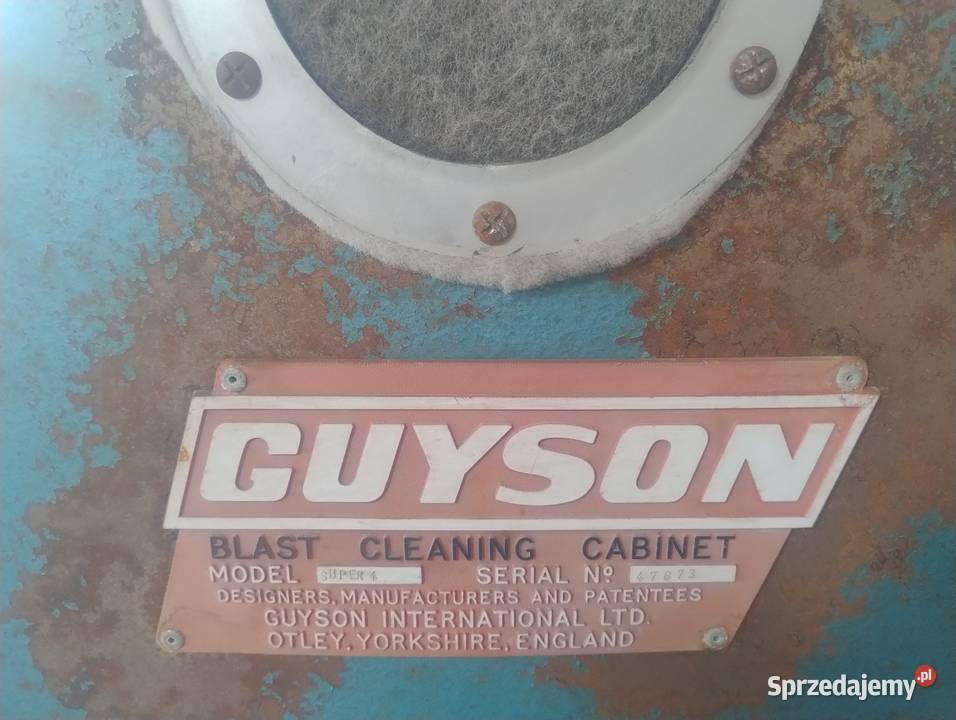 GUYSON
BLAST CLEANING CABINET
MODEL SUPER SERIAL Nº 47873
DESIGNERS, MANUFACTURERS AND PATENTEES
GUYSON INTERNATIONAL LTD.
OTLEY, YORKSHIRE, ENGLAND
Sprzedajemy.pl